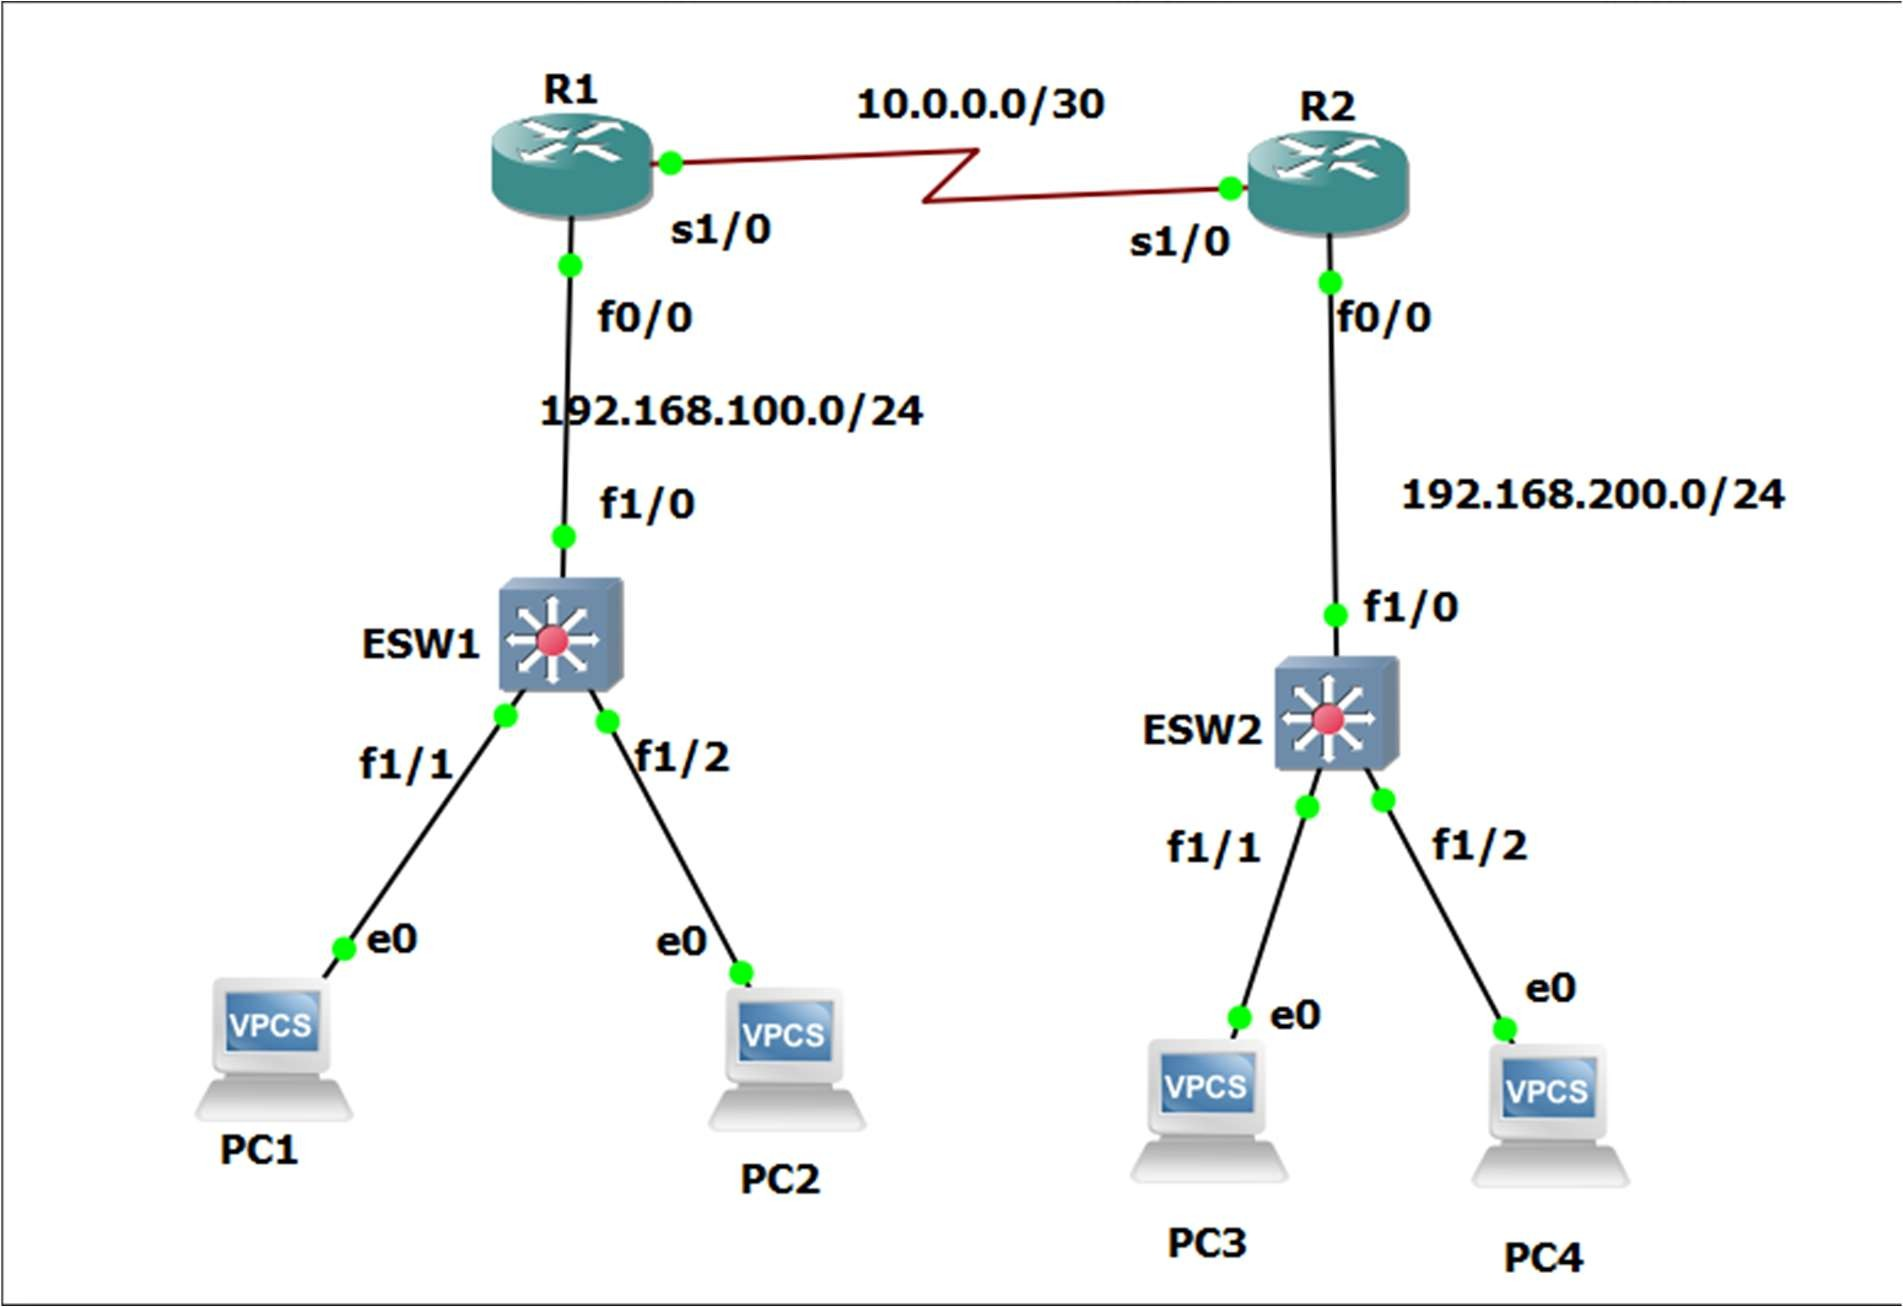 R1
10.0.0.0/30
R2
s1/0
s1/0
f0/0
f0/0
192.168.100.0/24
192.168.200.0/24
f1/0
f1/0
ESW1
ESW2
f1/1
f1/2
f1/1
f1/2
e0
e0
e0
e0
VPCS
VPCS
VPCS
VPCS
PC1
PC2
PC3
PC4